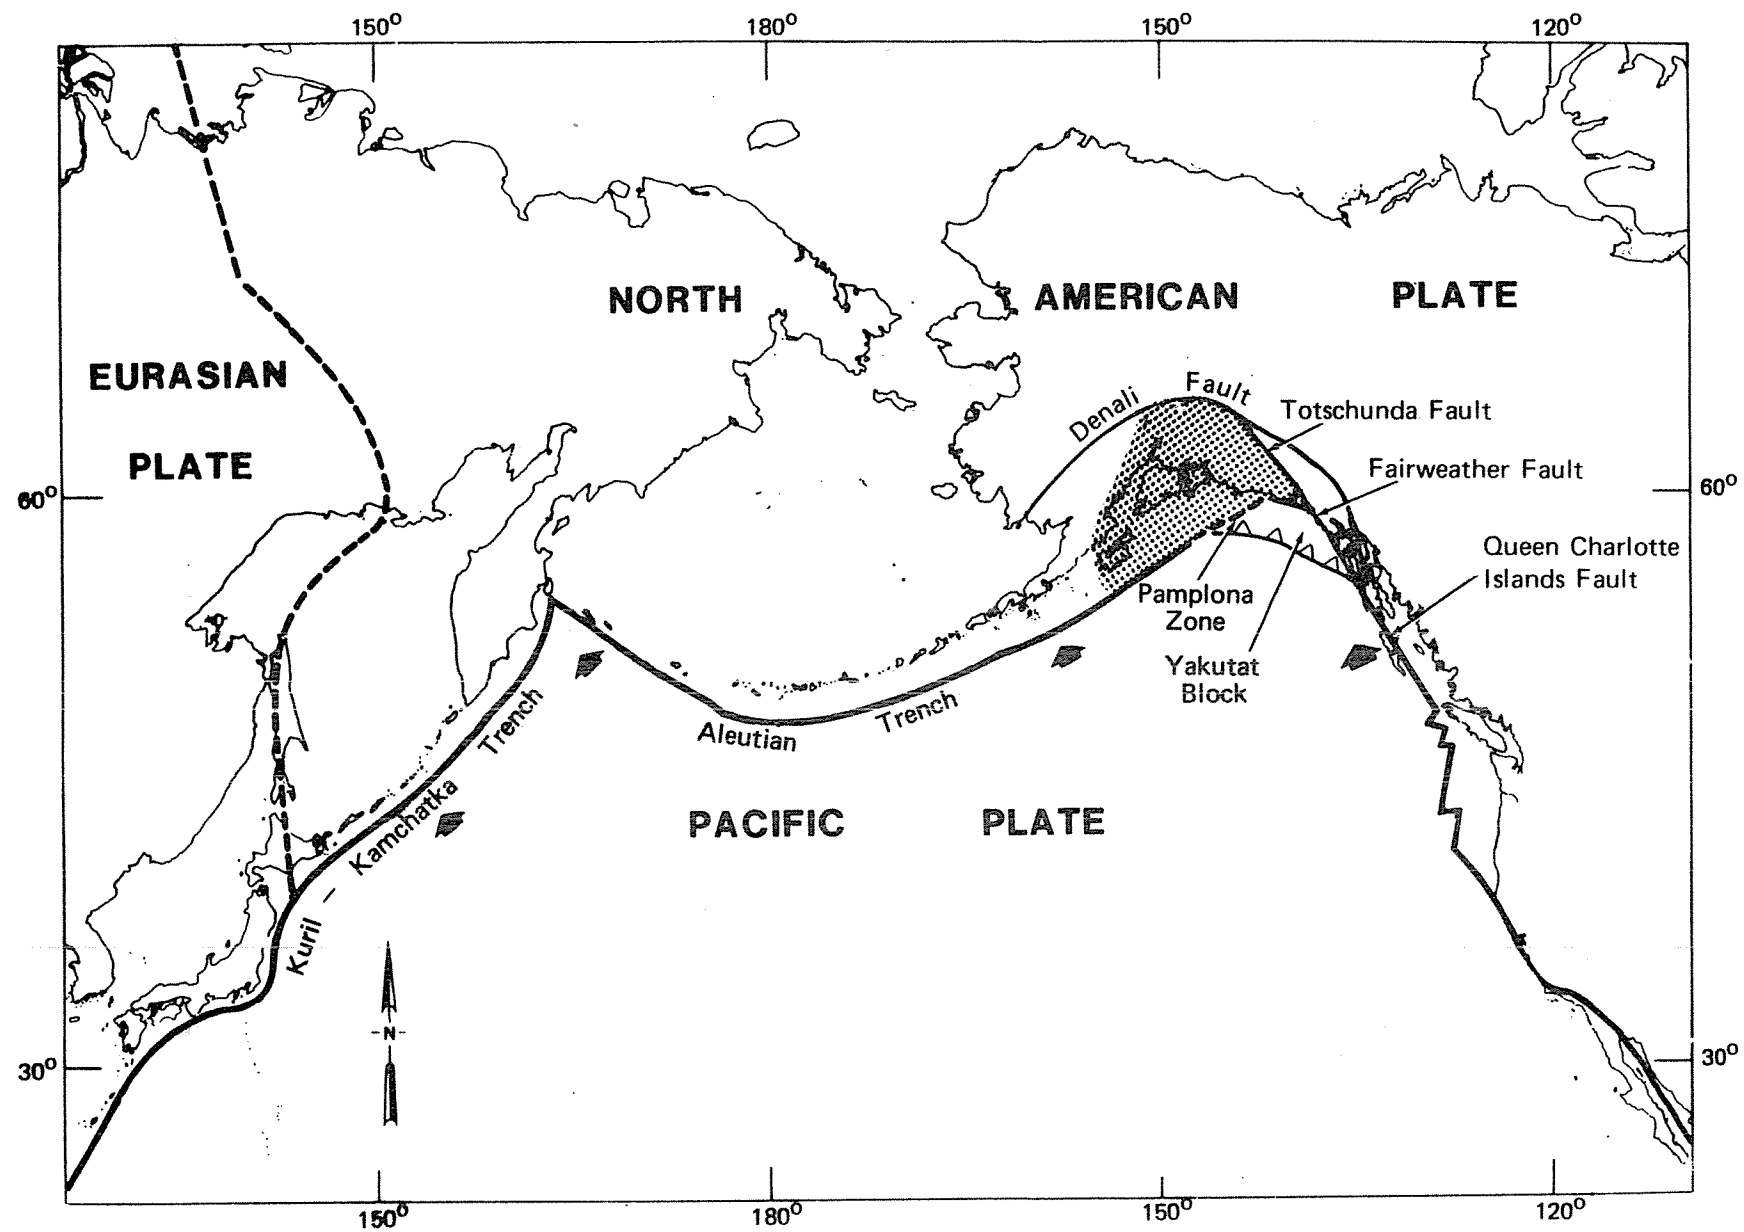 150° 180° 150° 120°
NORTH AMERICAN PLATE
EURASIAN
PLATE
Denali Fault
Totschunda Fault
Fairweather Fault
60° 60°
Queen Charlotte
Islands Fault
Pamplona
Zone
Yakutat
Block
Aleutian Trench
Kuril – Kamchatka Trench
PACIFIC PLATE
N
30° 30°
150° 180° 150° 120°